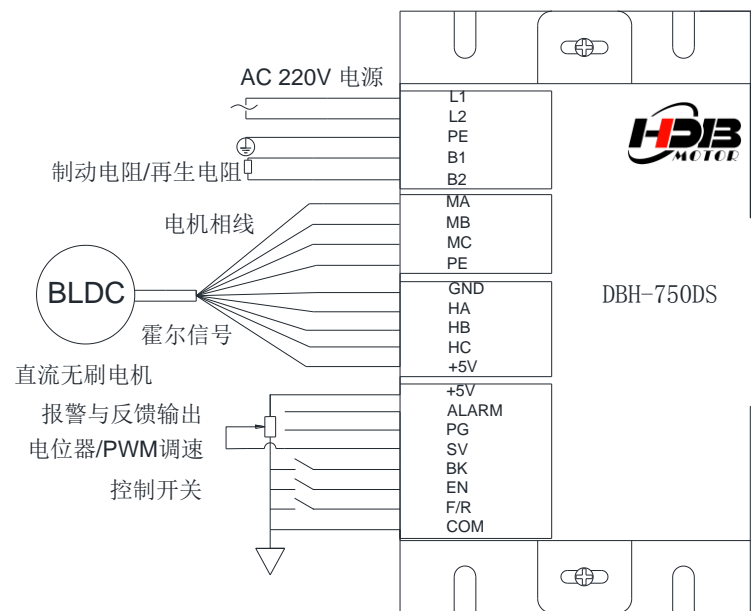 AC 220V 电源
L1
L2
PE
B1
制动电阻/再生电阻
B2
HDB
MOTOR
MA
电机相线
MB
MC
PE
BLDC
GND
HA
霍尔信号
HB
HC
+5V
DBH-750DS
直流无刷电机
+5V
报警与反馈输出
ALARM
PG
电位器/PWM调速
SV
BK
控制开关
EN
F/R
COM